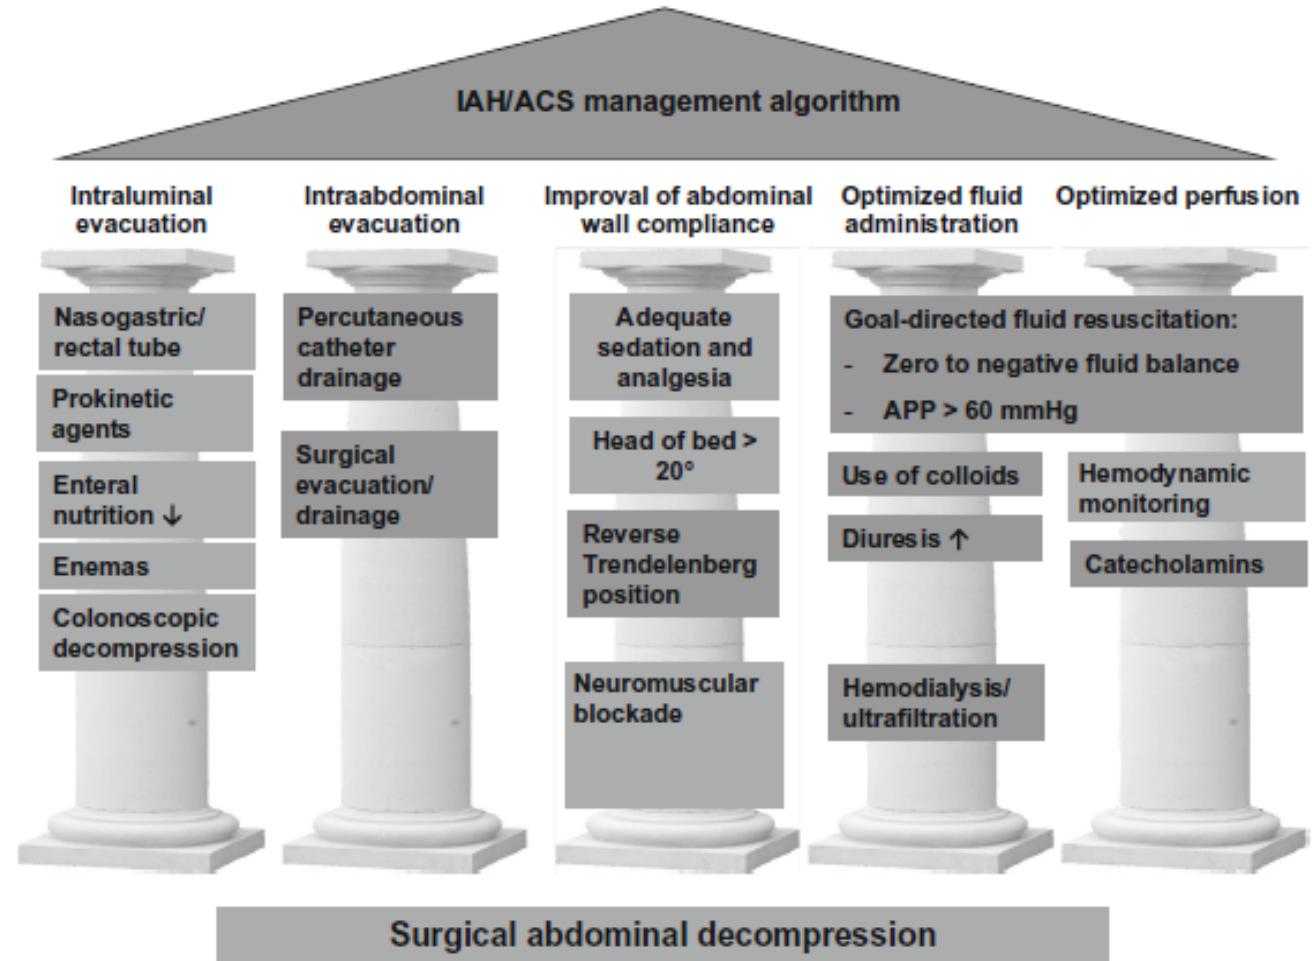 IAH/ACS management algorithm
Intraluminal
evacuation
Nasogastric/
rectal tube
Prokinetic
agents
Enteral
nutrition ↓
Enemas
Colonoscopic
decompression
Intraabdominal
evacuation
Percutaneous
catheter
drainage
Surgical
evacuation/
drainage
Improval of abdominal
wall compliance
Adequate
sedation and
analgesia
Head of bed >
20°
Reverse
Trendelenberg
position
Neuromuscular
blockade
Optimized fluid
administration
Optimized perfusion
Goal-directed fluid resuscitation:
- Zero to negative fluid balance
- APP > 60 mmHg
Use of colloids
Diuresis ↑
Hemodialysis/
ultrafiltration
Hemodynamic
monitoring
Catecholamins
Surgical abdominal decompression